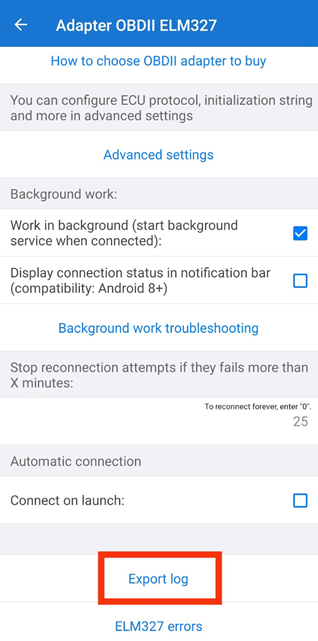 Adapter OBDII ELM327
How to choose OBDII adapter to buy
You can configure ECU protocol, initialization string
and more in advanced settings
Advanced settings
Background work:
Work in background (start background
service when connected):
Display connection status in notification bar
(compatibility: Android 8+)
Background work troubleshooting
Stop reconnection attempts if they fails more than
X minutes:
To reconnect forever, enter "0".
25
Automatic connection
Connect on launch:
Export log
ELM327 errors